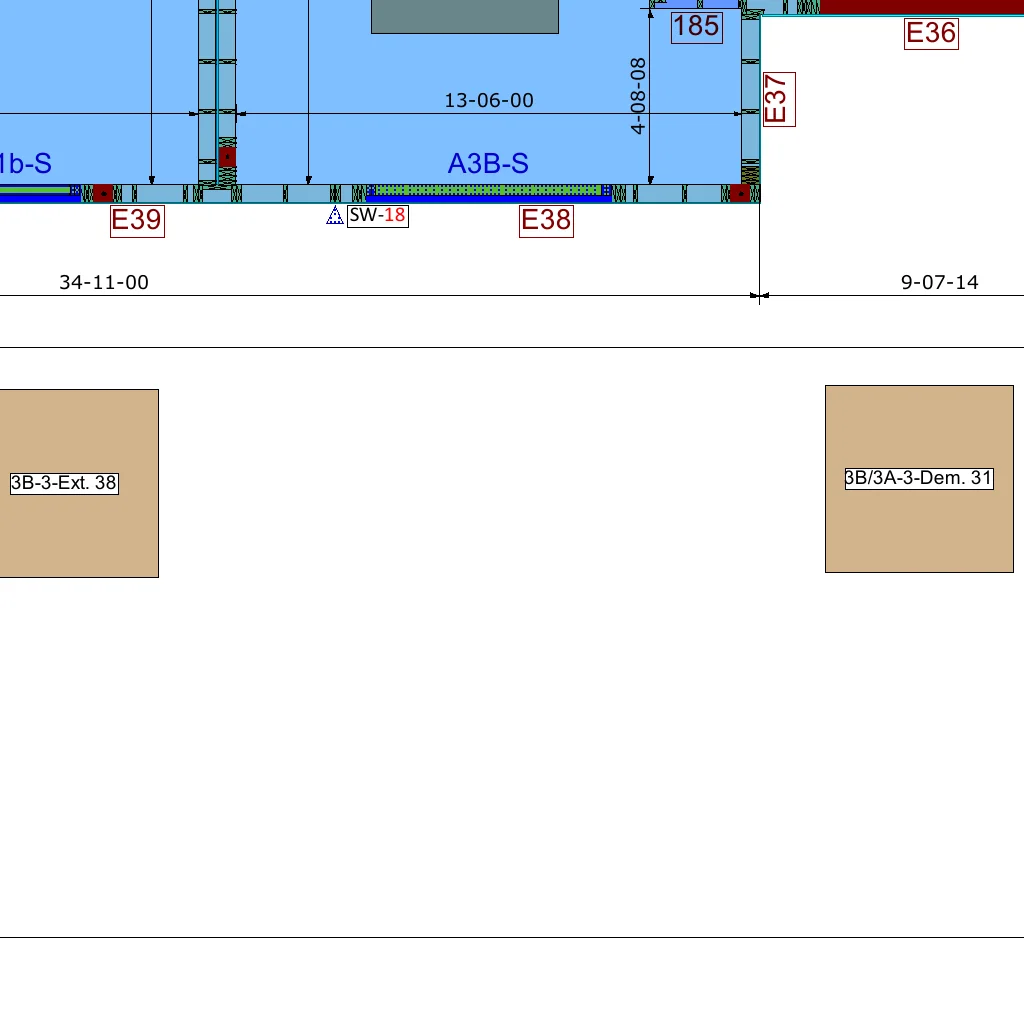 185
E36
4-08-08
E37
13-06-00
1b-S
A3B-S
E39
SW-18
E38
34-11-00
9-07-14
3B-3-Ext. 38
3B/3A-3-Dem. 31